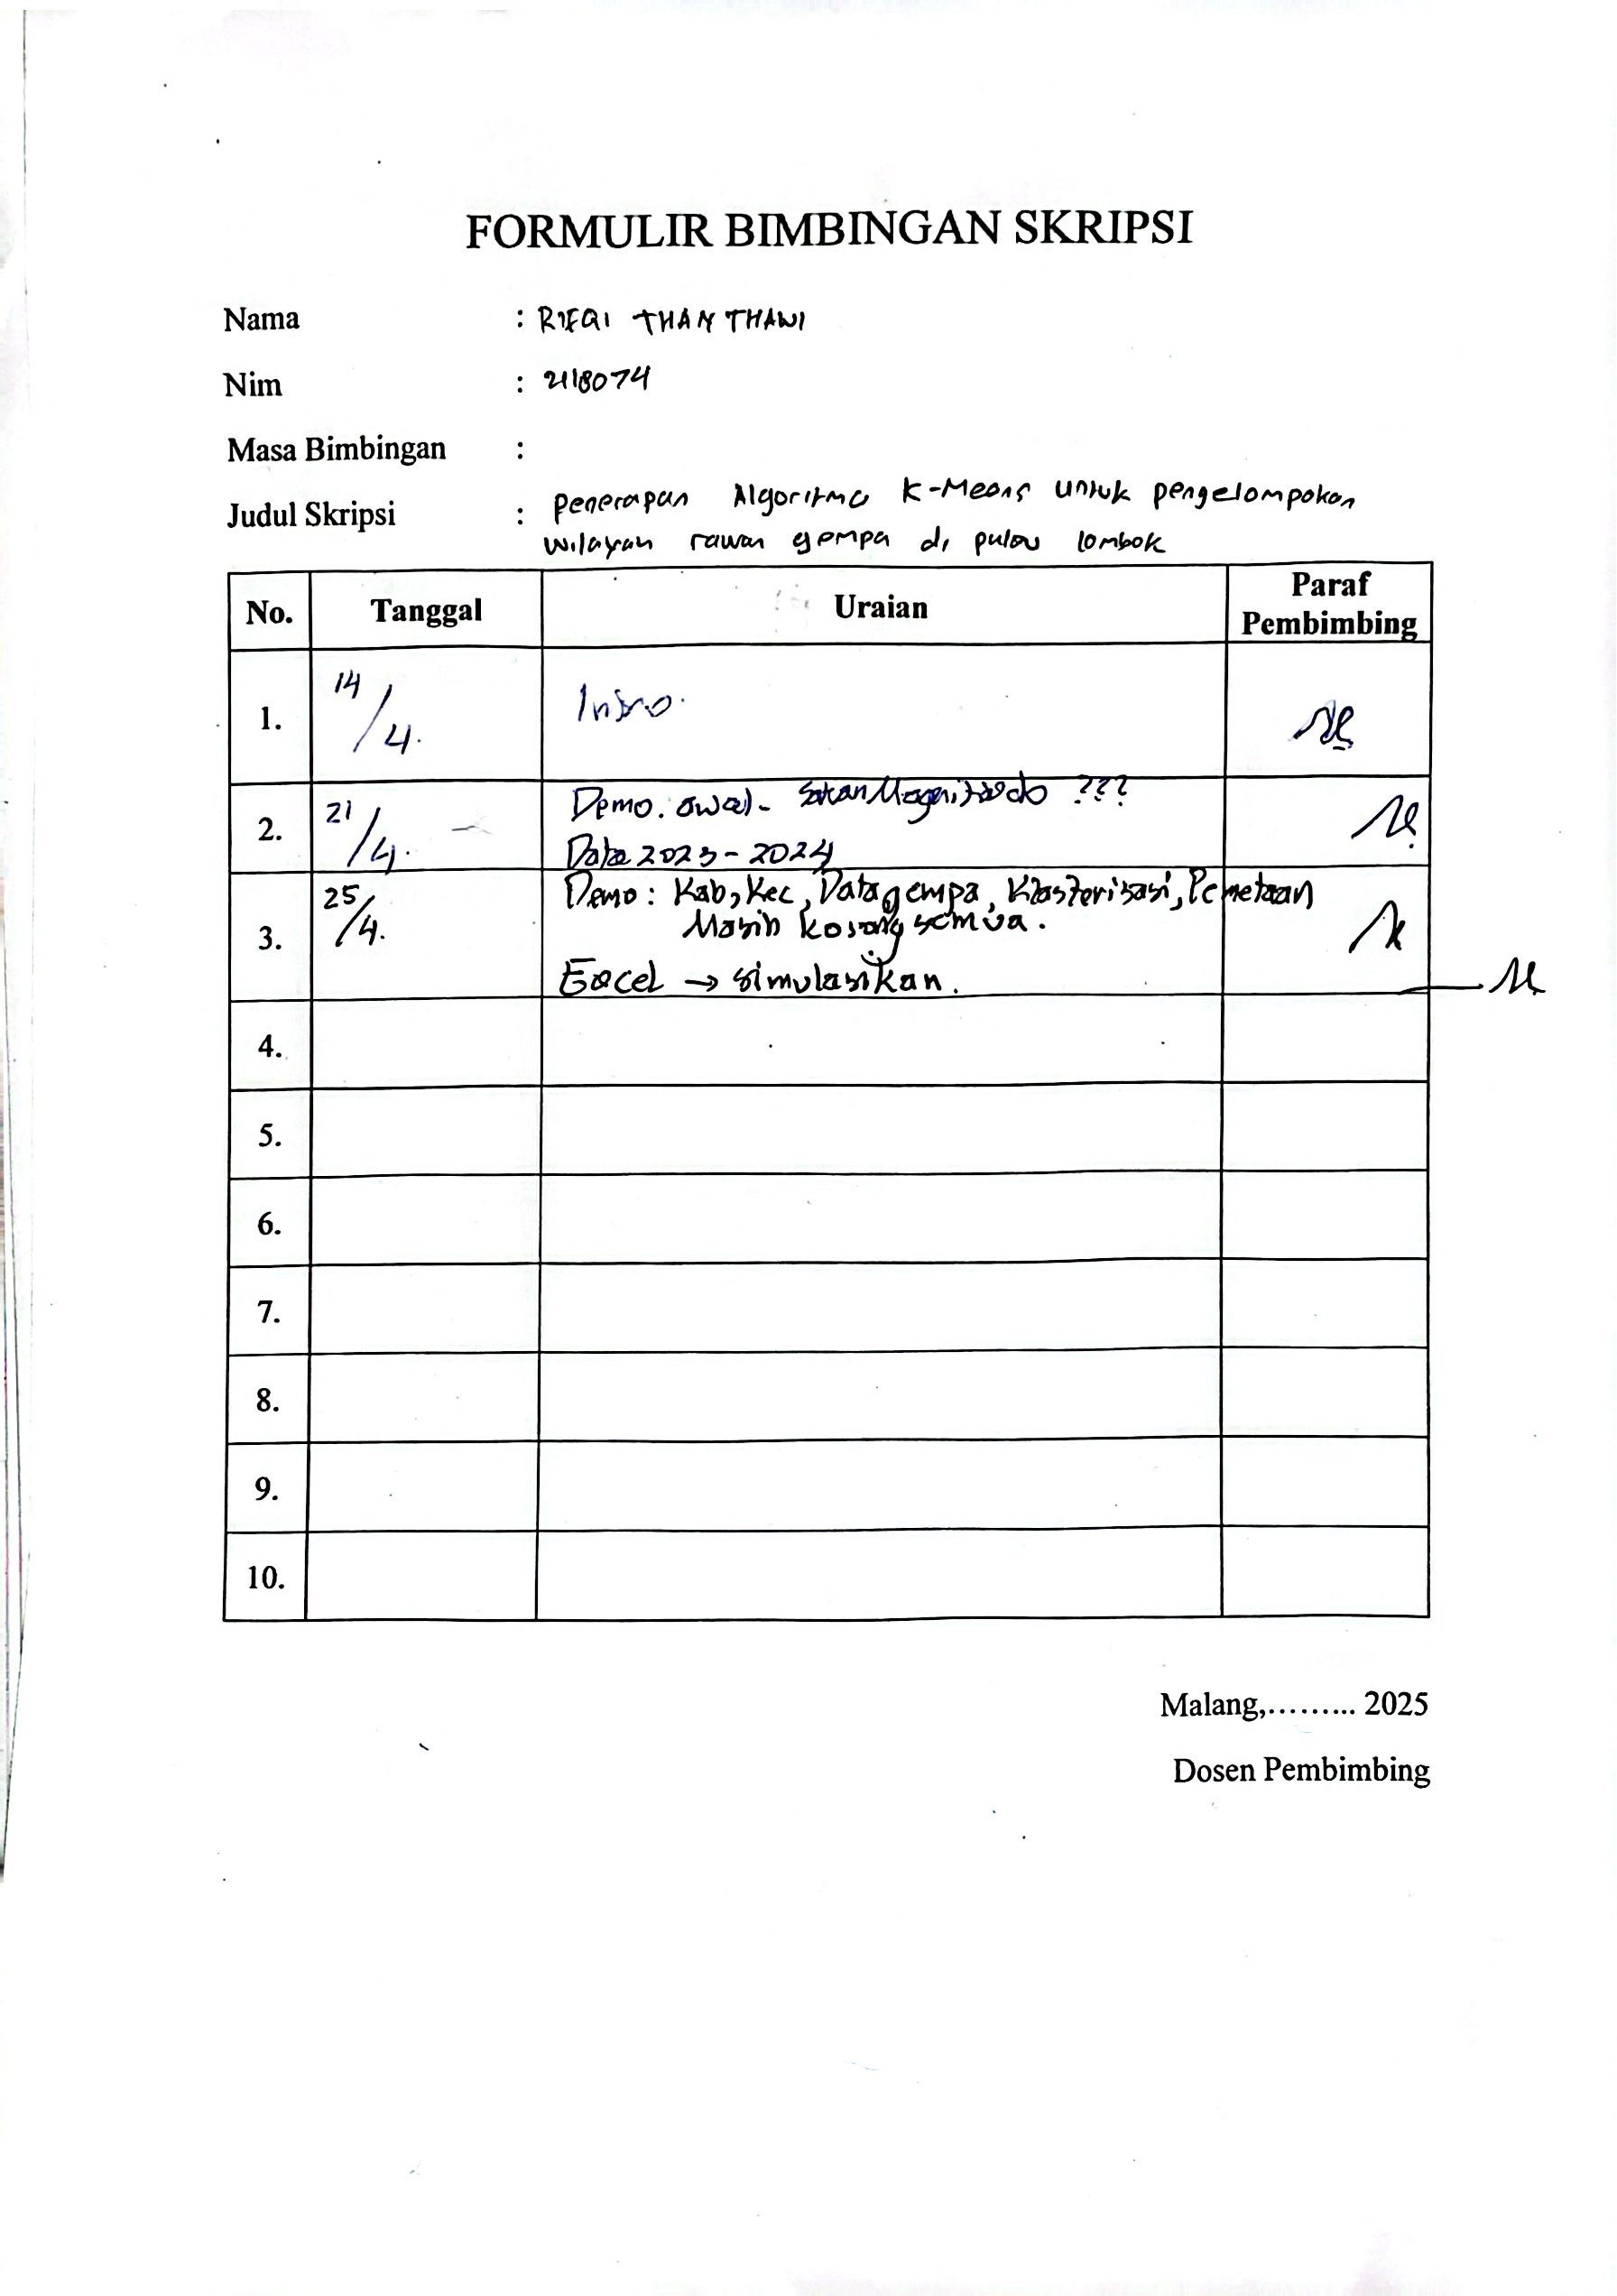 FORMULIR BIMBINGAN SKRIPSI
Nama : THANTHAWI
Nim : 2118074
Masa Bimbingan :
Judul Skripsi : Penerapan Algoritma K-Means untuk pengelompokan
wilayah rawan gempa di pulau lombok
No. Tanggal Uraian Paraf Pembimbing
1. 14/4. Intro.
2. 21/4. Demo. awal - Magnitudo ???
Data 2023 - 2024
3. 25/4. Demo : Kab, Kec, Data gempa, Klasterisasi, Pemetaan
Masih kosong semua.
Excel → simulasikan.
4.
5.
6.
7.
8.
9.
10.
Malang,......... 2025
Dosen Pembimbing